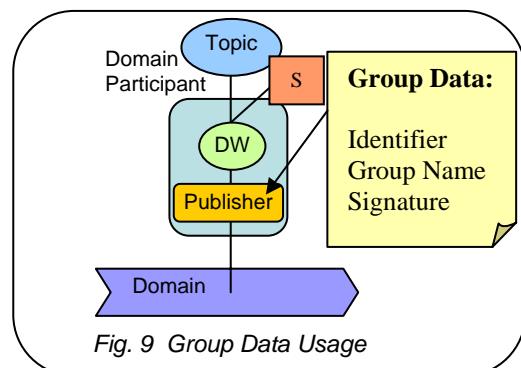 Topic
Domain
Participant
S
Group Data:
DW
Identifier
Group Name
Signature
Publisher
Domain
Fig. 9 Group Data Usage